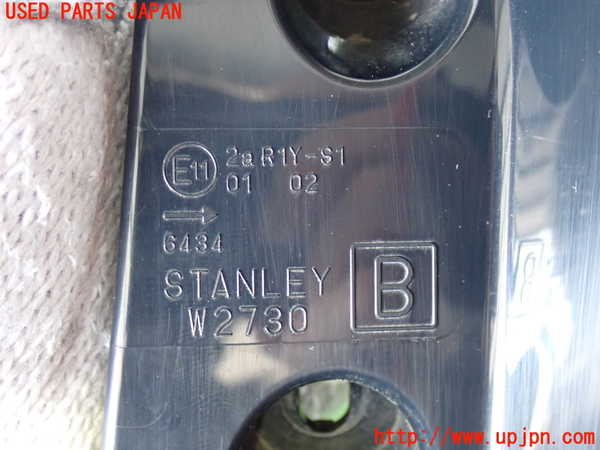 USED PARTS JAPAN
E11 2a R1Y-S1
01 02
6434
STANLEY
W2730
B
http://www.upjpn.com